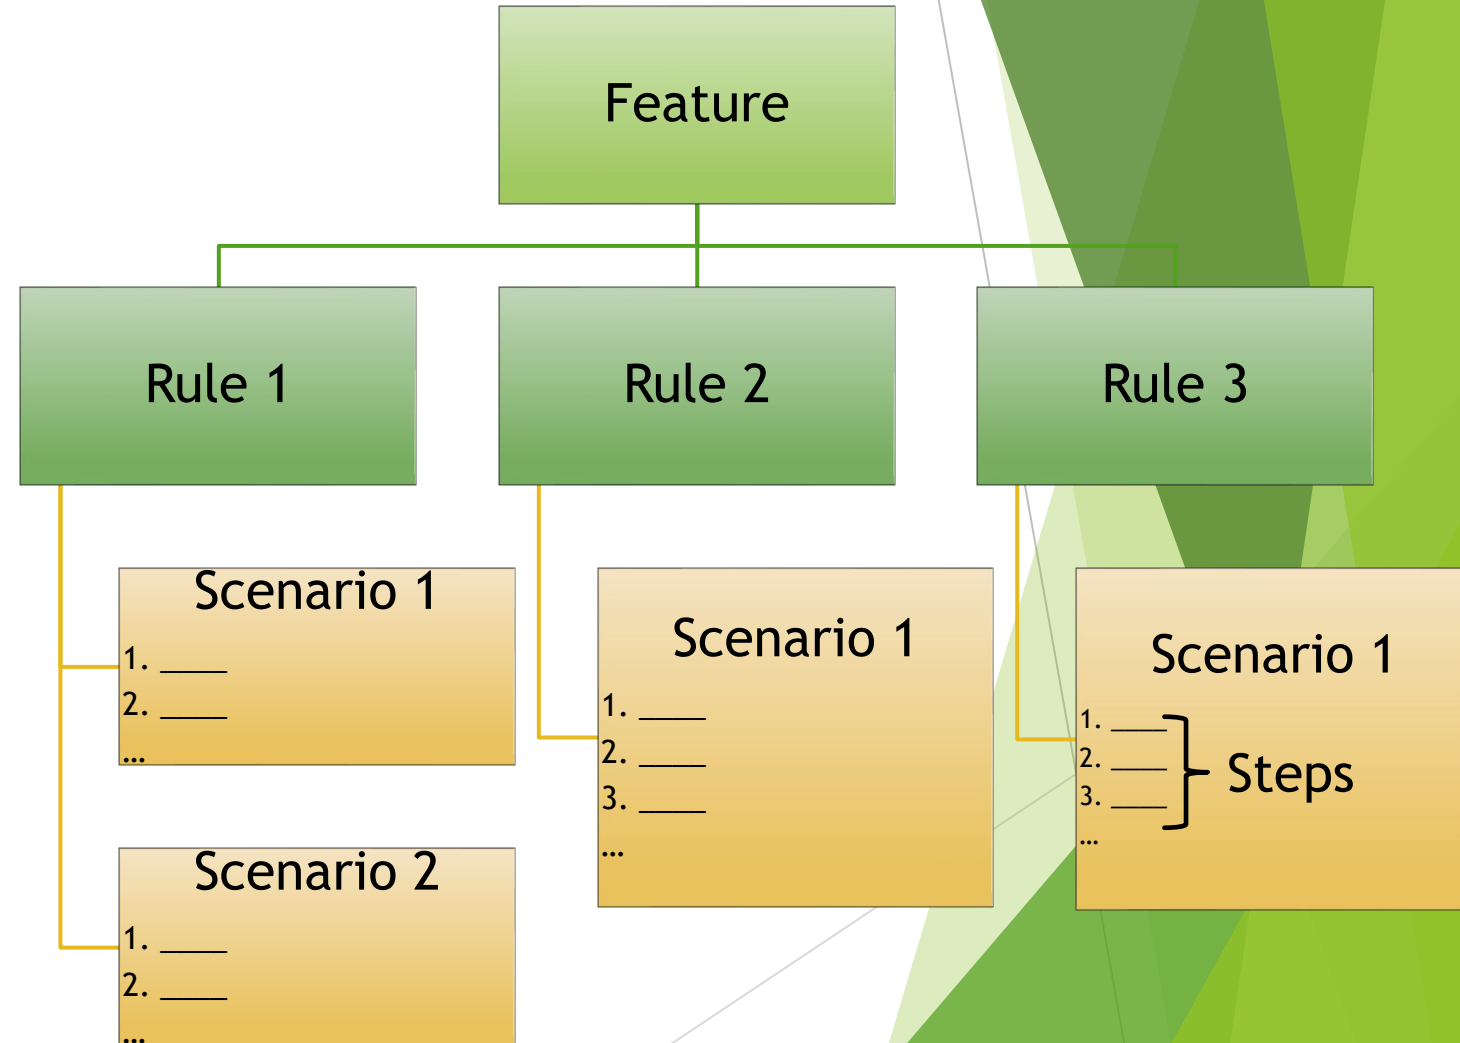 Feature
Rule 1
Rule 2
Rule 3
Scenario 1
1. ____
2. ____
...
Scenario 2
1. ____
2. ____
...
Scenario 1
1. ____
2. ____
3. ____
...
Scenario 1
1. ____
2. ____
3. ____
...
Steps